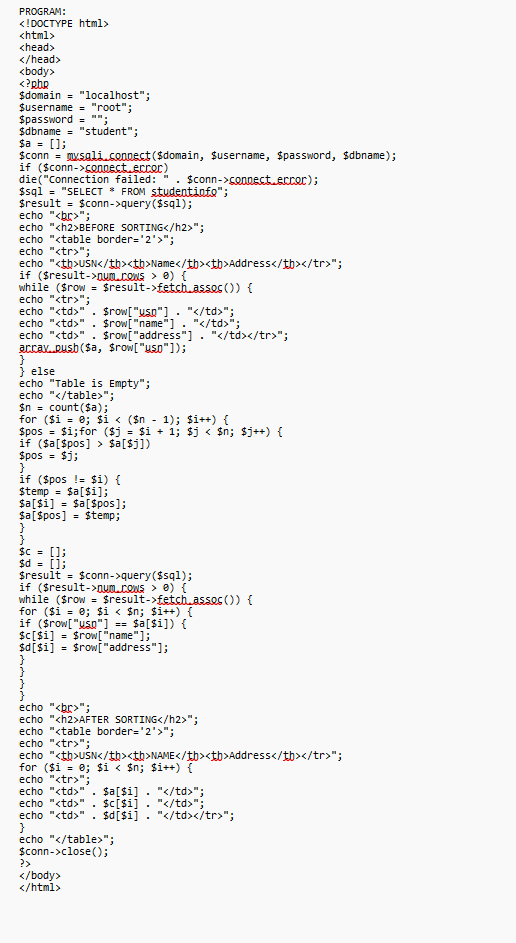 PROGRAM:
<!DOCTYPE html>
<html>
<head>
</head>
<body>
<?php
$domain = "localhost";
$username = "root";
$password = "";
$dbname = "student";
$a = [];
$conn = mysqli_connect($domain, $username, $password, $dbname);
if ($conn->connect_error)
die("Connection failed: " . $conn->connect_error);
$sql = "SELECT * FROM studentinfo";
$result = $conn->query($sql);
echo "<br>";
echo "<h2>BEFORE SORTING</h2>";
echo "<table border='2'>";
echo "<tr>";
echo "<th>USN</th><th>Name</th><th>Address</th></tr>";
if ($result->num_rows > 0) {
while ($row = $result->fetch_assoc()) {
echo "<tr>";
echo "<td>" . $row["usn"] . "</td>";
echo "<td>" . $row["name"] . "</td>";
echo "<td>" . $row["address"] . "</td></tr>";
array_push($a, $row["usn"]);
}
} else
echo "Table is Empty";
echo "</table>";
$n = count($a);
for ($i = 0; $i < ($n - 1); $i++) {
$pos = $i;for ($j = $i + 1; $j < $n; $j++) {
if ($a[$pos] > $a[$j])
$pos = $j;
}
if ($pos != $i) {
$temp = $a[$i];
$a[$i] = $a[$pos];
$a[$pos] = $temp;
}
}
$c = [];
$d = [];
$result = $conn->query($sql);
if ($result->num_rows > 0) {
while ($row = $result->fetch_assoc()) {
for ($i = 0; $i < $n; $i++) {
if ($row["usn"] == $a[$i]) {
$c[$i] = $row["name"];
$d[$i] = $row["address"];
}
}
}
}
echo "<br>";
echo "<h2>AFTER SORTING</h2>";
echo "<table border='2'>";
echo "<tr>";
echo "<th>USN</th><th>NAME</th><th>Address</th></tr>";
for ($i = 0; $i < $n; $i++) {
echo "<tr>";
echo "<td>" . $a[$i] . "</td>";
echo "<td>" . $c[$i] . "</td>";
echo "<td>" . $d[$i] . "</td></tr>";
}
echo "</table>";
$conn->close();
?>
</body>
</html>